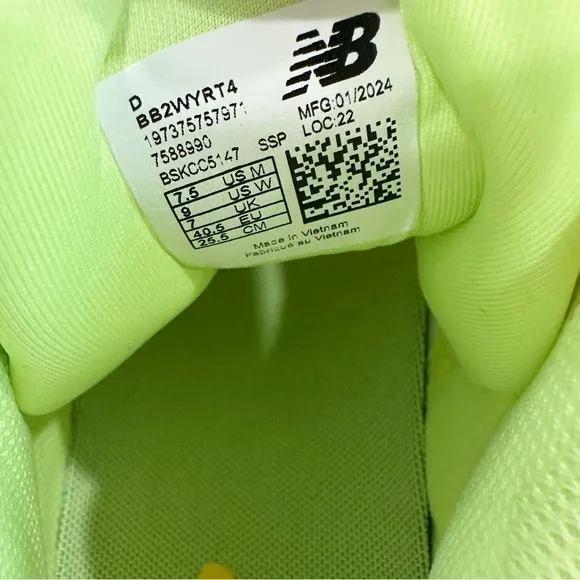 D
BB2WYRT4
197375757971
7588990
BSKCC5147 SSP
NB
MFG:01/2024
LOC:22
7.5 US M
9 US W
7 UK
40.5 EU
25.5 CM
Made in Vietnam
Fabriqué au Vietnam